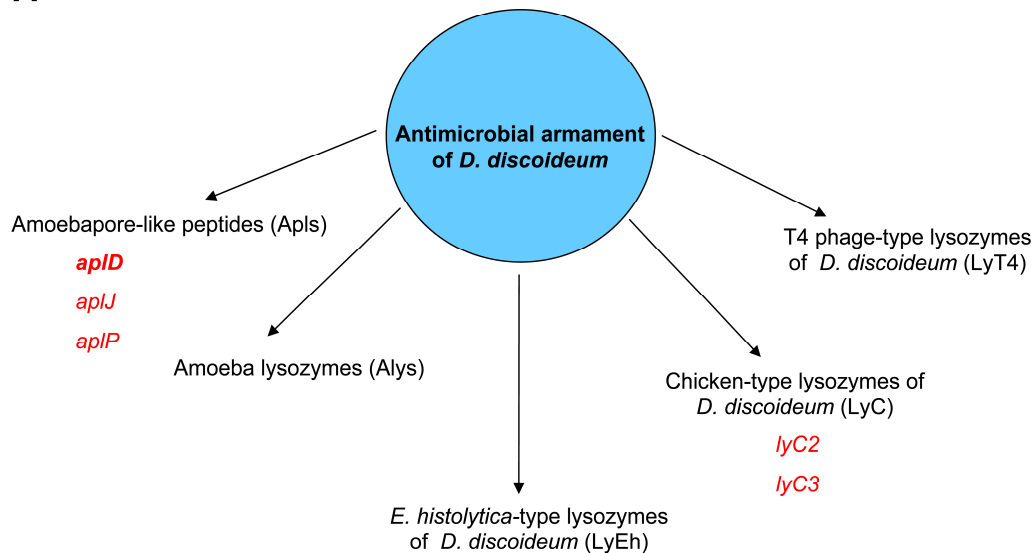 Antimicrobial armament
of D. discoideum
Amoebapore-like peptides (Apls)
aplD
aplJ
aplP
Amoeba lysozymes (Alys)
E. histolytica-type lysozymes
of D. discoideum (LyEh)
Chicken-type lysozymes of
D. discoideum (LyC)
lyC2
lyC3
T4 phage-type lysozymes
of D. discoideum (LyT4)